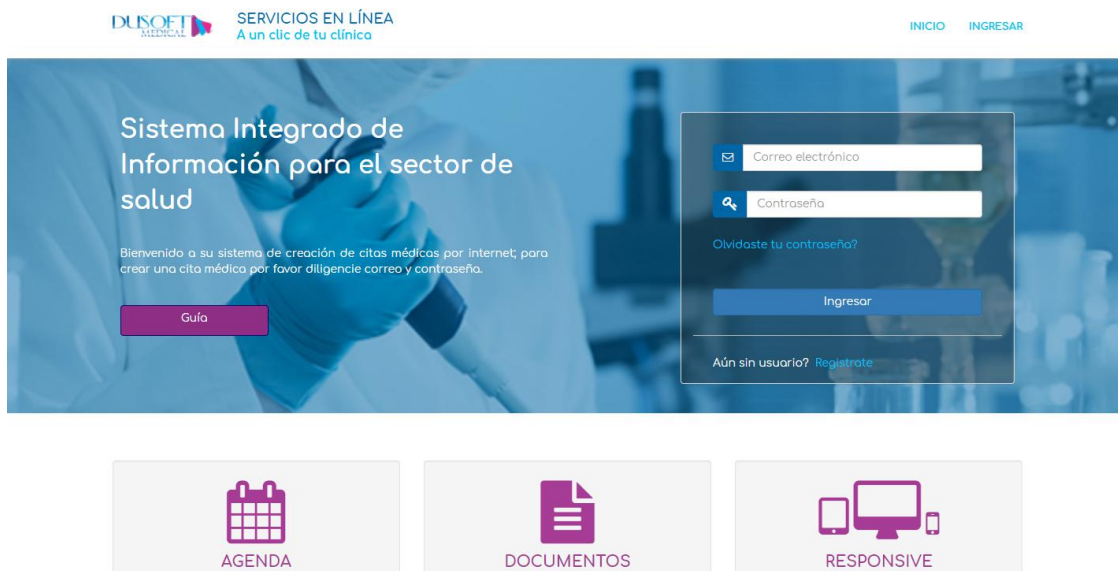 DUSOFT
MEDICAL
SERVICIOS EN LÍNEA
A un clic de tu clínica
INICIO INGRESAR
Sistema Integrado de
Información para el sector de
salud
Bienvenido a su sistema de creación de citas médicas por internet; para
crear una cita médico por favor diligencie correo y contraseña.
Guía
Correo electrónico
Contraseña
Olvidaste tu contraseña?
Ingresar
Aún sin usuario? Registrate
AGENDA
DOCUMENTOS
RESPONSIVE